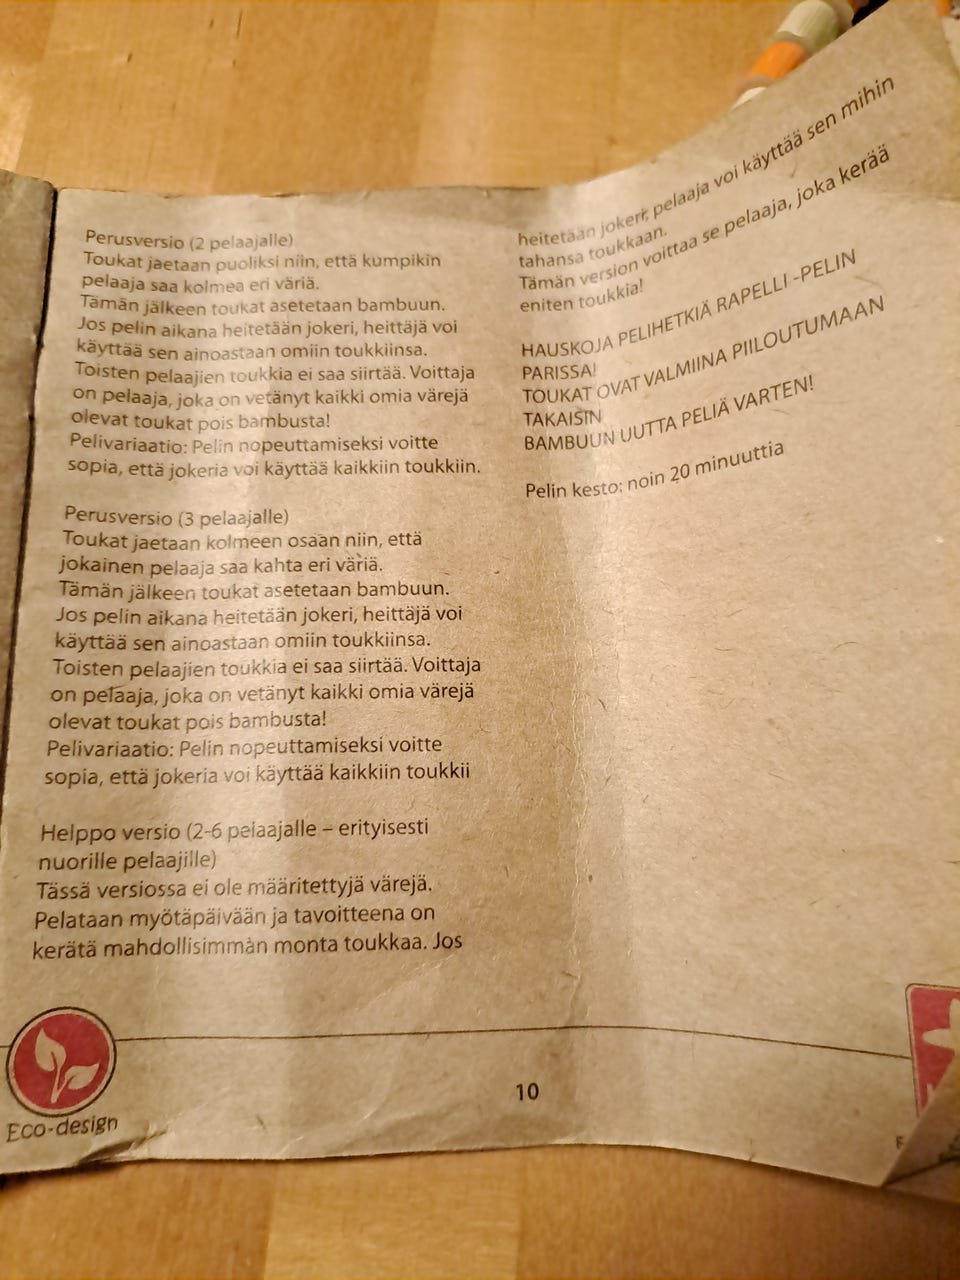 Perusversio (2 pelaajalle)
Toukat jaetaan puoliksi niin, että kumpikin
pelaaja saa kolmea eri väriä.
Tämän jälkeen toukat asetetaan bambuun.
Jos pelin aikana heitetään jokeri, heittäjä voi
käyttää sen ainoastaan omiin toukkiinsa.
Toisten pelaajien toukkia ei saa siirtää. Voittaja
on pelaaja, joka on vetänyt kaikki omia värejä
olevat toukat pois bambusta!
Pelivariaatio: Pelin nopeuttamiseksi voitte
sopia, että jokeria voi käyttää kaikkiin toukkiin.
Perusversio (3 pelaajalle)
Toukat jaetaan kolmeen osaan niin, että
jokainen pelaaja saa kahta eri väriä.
Tämän jälkeen toukat asetetaan bambuun.
Jos pelin aikana heitetään jokeri, heittäjä voi
käyttää sen ainoastaan omiin toukkiinsa.
Toisten pelaajien toukkia ei saa siirtää. Voittaja
on pelaaja, joka on vetänyt kaikki omia värejä
olevat toukat pois bambusta!
Pelivariaatio: Pelin nopeuttamiseksi voitte
sopia, että jokeria voi käyttää kaikkiin toukkii
Helppo versio (2-6 pelaajalle – erityisesti
nuorille pelaajille)
Tässä versiossa ei ole määritettyjä värejä.
Pelataan myötäpäivään ja tavoitteena on
kerätä mahdollisimman monta toukkaa. Jos
heitetään jokeri, pelaaja voi käyttää sen mihin
tahansa toukkaan.
Tämän version voittaa se pelaaja, joka kerää
eniten toukkia!
HAUSKOJA PELIHETKIÄ RAPELLI -PELIN
PARISSA!
TOUKAT OVAT VALMIINA PIILOUTUMAAN
TAKAISIN
BAMBUUN UUTTA PELIÄ VARTEN!
Pelin kesto: noin 20 minuuttia
Eco-design
10